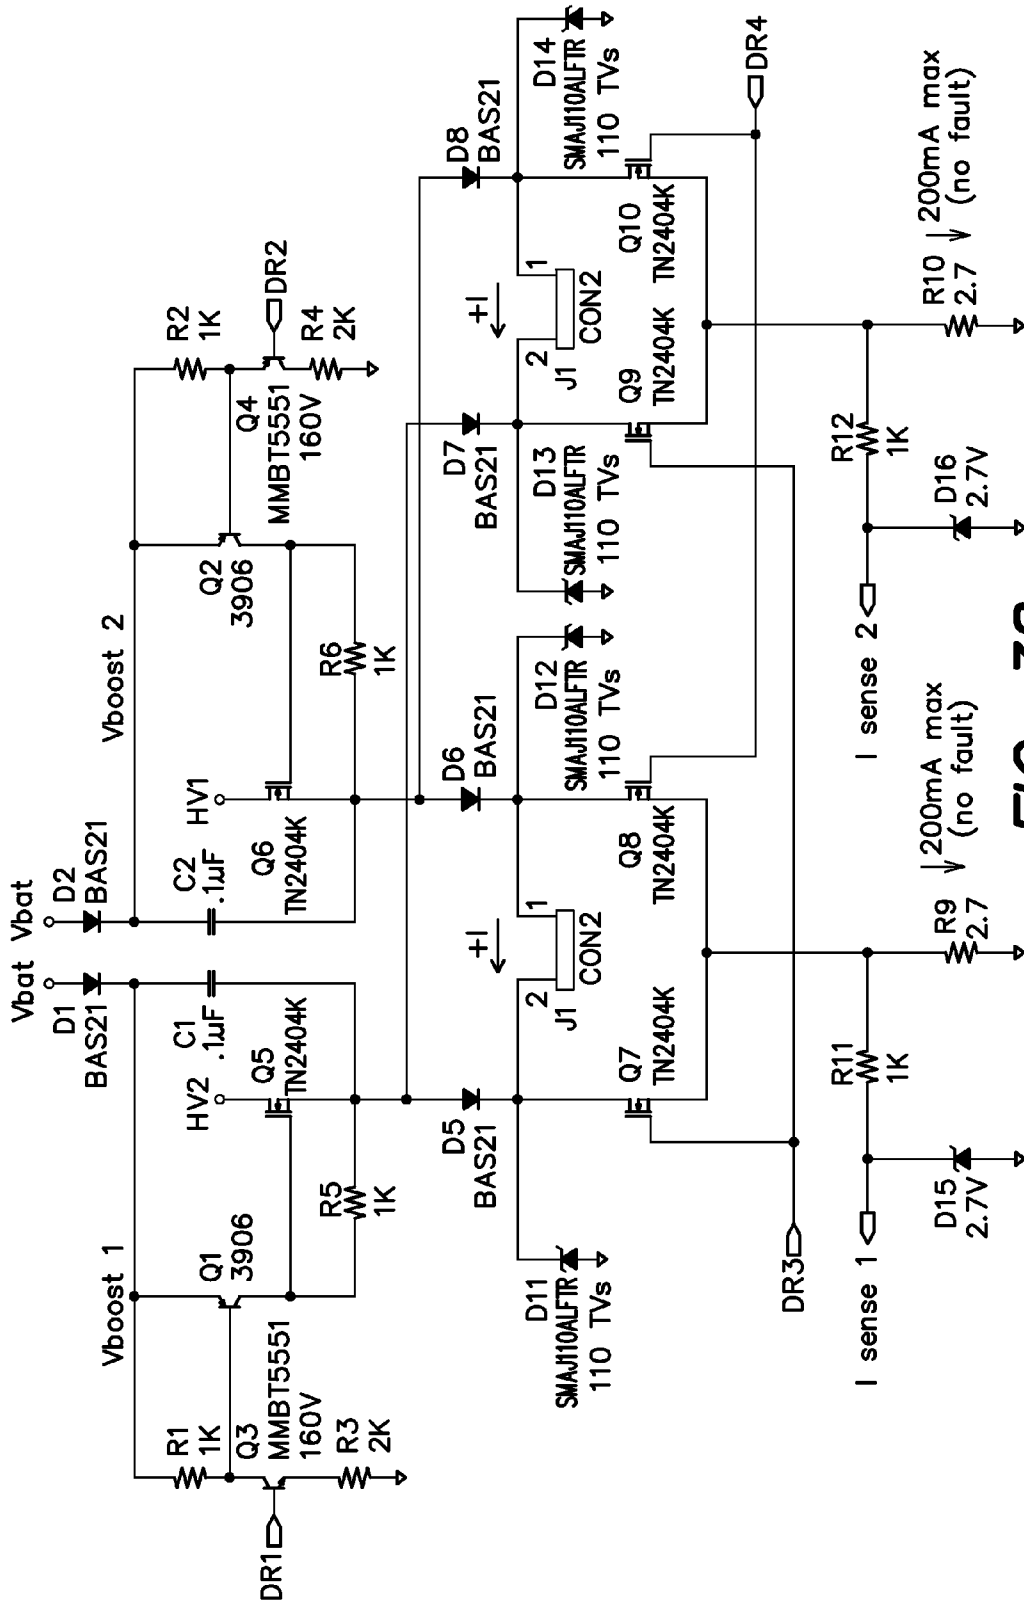 Vbat Vbat
D1
BAS21
D2
BAS21
Vboost 1
Vboost 2
R1
1K
C1
.1µF
C2
.1µF
R2
1K
HV2
HV1
Q1
3906
Q2
3906
Q3
MMBT5551
160V
Q5
TN2404K
Q6
TN2404K
Q4
MMBT5551
160V
DR1
DR2
R3
2K
R4
2K
R5
1K
R6
1K
D5
BAS21
D6
BAS21
D7
BAS21
D8
BAS21
+I
+I
2
1
2
1
J1
CON2
J1
CON2
D11
SMAJ110ALFTR
110 TVs
D12
SMAJ110ALFTR
110 TVs
D13
SMAJ110ALFTR
110 TVs
D14
SMAJ110ALFTR
110 TVs
Q7
TN2404K
Q8
TN2404K
Q9
TN2404K
Q10
TN2404K
DR3
DR4
R11
1K
R12
1K
I sense 1
I sense 2
D15
2.7V
R9
2.7
200mA max
(no fault)
D16
2.7V
R10
2.7
200mA max
(no fault)